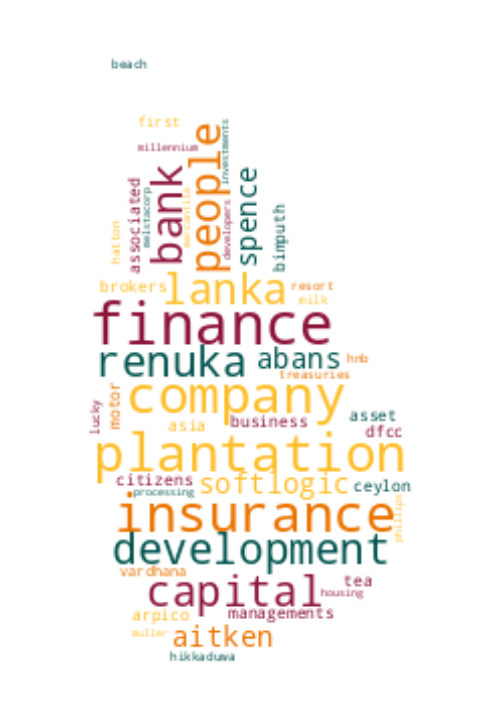 beach
first
millennium
people
investments
bank
associated
melstacorp
mercantile
developers
spence
bimputh
hatton
brokers
lanka
resort
milk
finance
renuka
abans
hnb
treasuries
company
motor
lucky
asia
business
asset
dfcc
plantation
citizens
processing
softlogic
ceylon
insurance
phillips
development
vardhana
capital
tea
housing
arpico
managements
muller
aitken
hikkaduwa